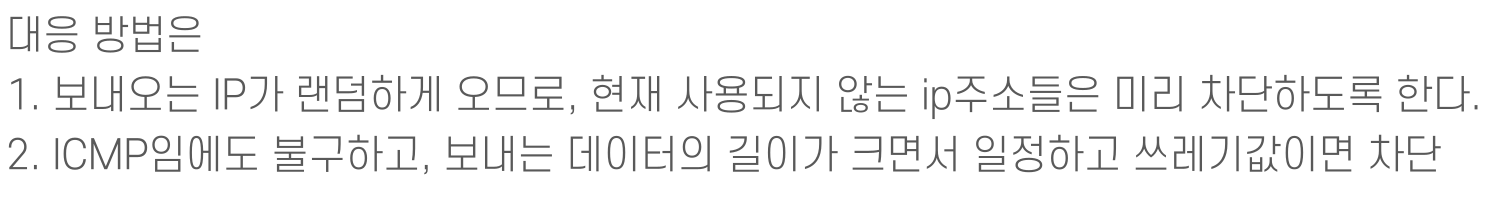 대응 방법은
1. 보내오는 IP가 랜덤하게 오므로, 현재 사용되지 않는 ip주소들은 미리 차단하도록 한다.
2. ICMP임에도 불구하고, 보내는 데이터의 길이가 크면서 일정하고 쓰레기값이면 차단